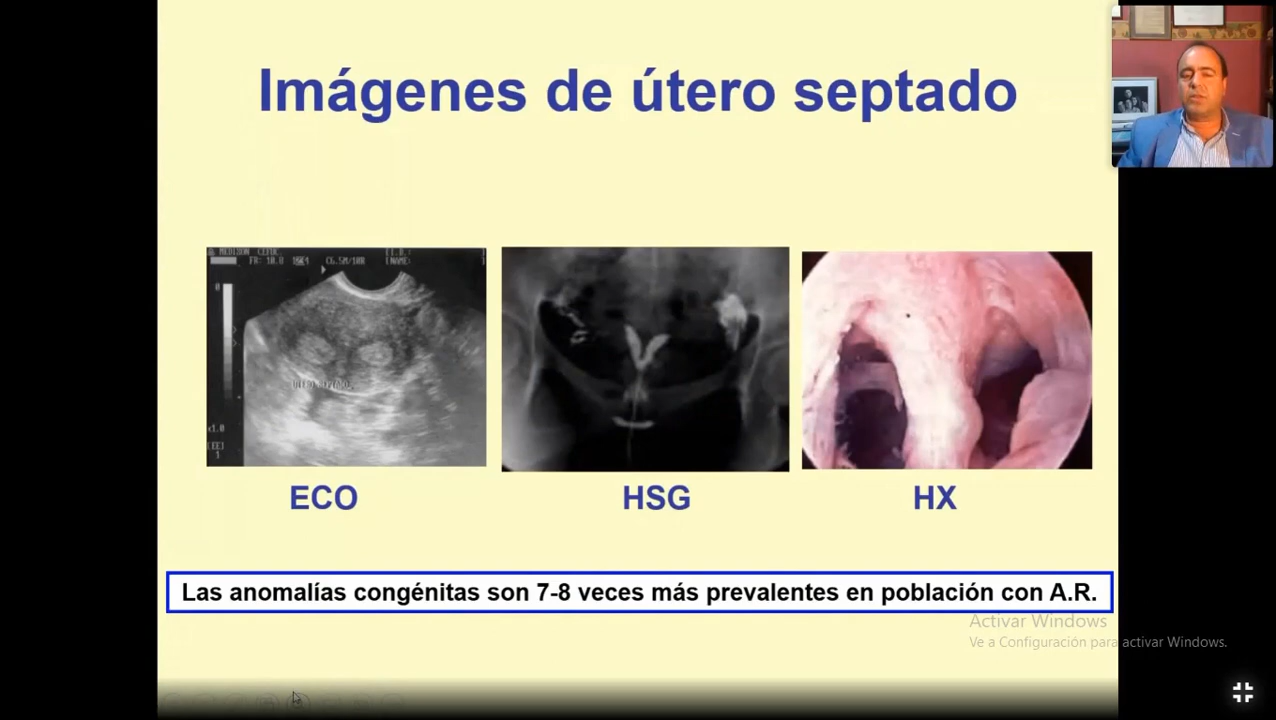 Imágenes de útero septado
ECO
HSG
HX
Las anomalías congénitas son 7-8 veces más prevalentes en población con A.R.
Activar Windows
Ve a Configuración para activar Windows.